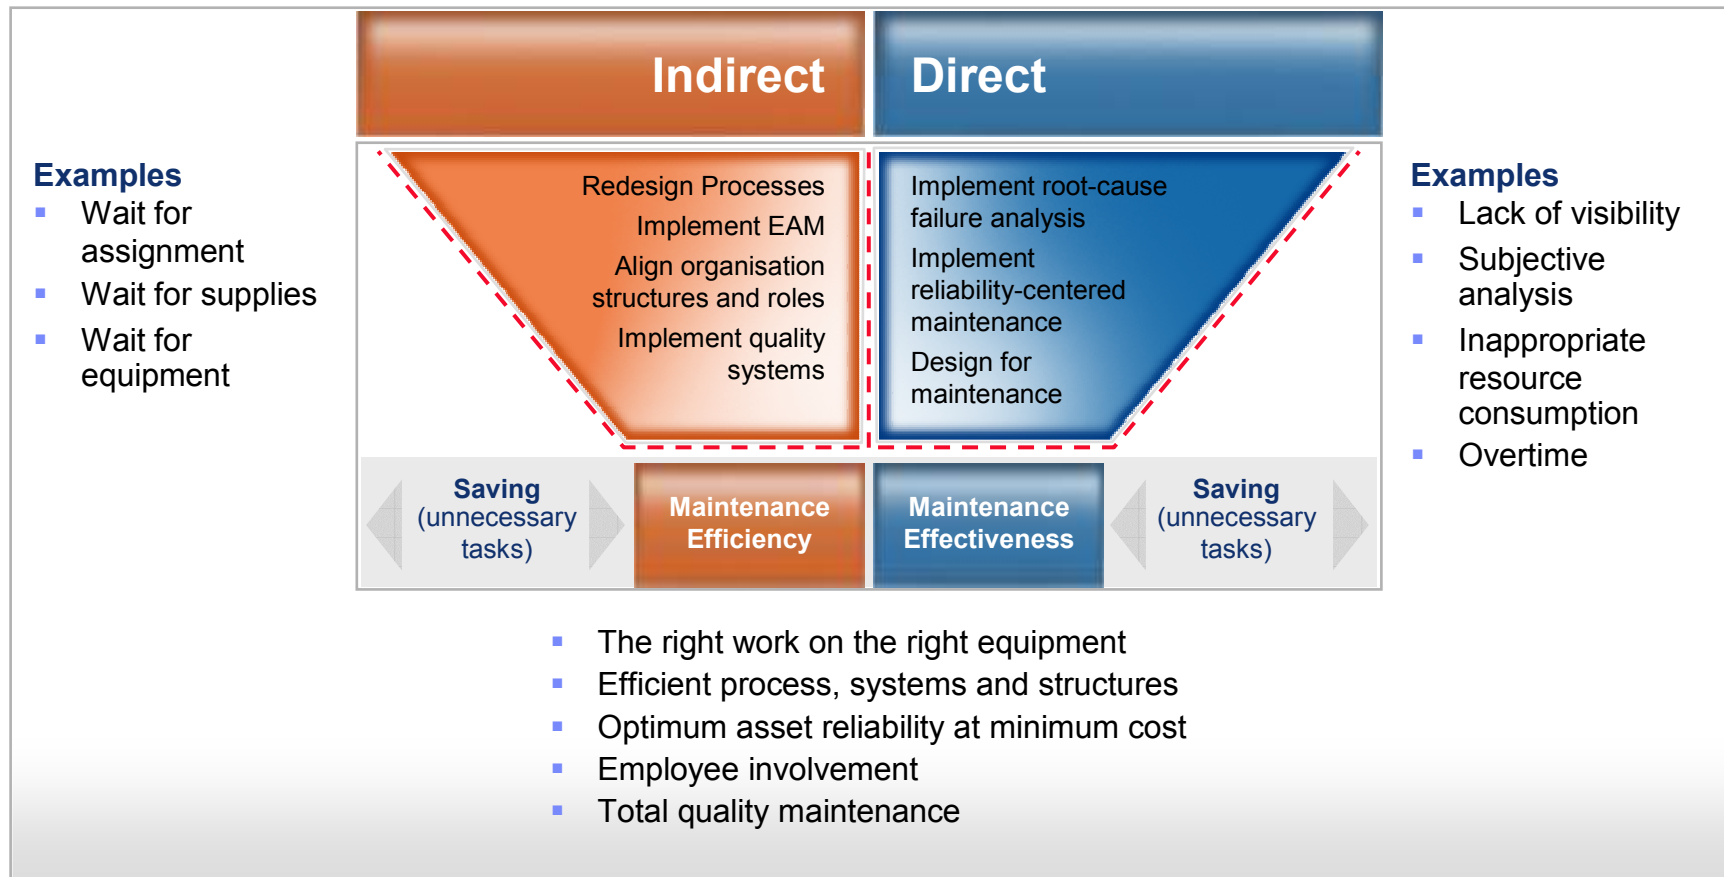 Indirect
Direct
Examples
Wait for
assignment
Wait for supplies
Wait for
equipment
Redesign Processes
Implement EAM
Align organisation
structures and roles
Implement quality
systems
Implement root-cause
failure analysis
Implement
reliability-centered
maintenance
Design for
maintenance
Examples
Lack of visibility
Subjective
analysis
Inappropriate
resource
consumption
Overtime
Saving
(unnecessary
tasks)
Maintenance
Efficiency
Maintenance
Effectiveness
Saving
(unnecessary
tasks)
The right work on the right equipment
Efficient process, systems and structures
Optimum asset reliability at minimum cost
Employee involvement
Total quality maintenance